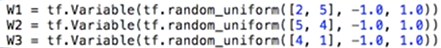 W1 = tf.Variable(tf.random_uniform([2, 5], -1.0, 1.0))
W2 = tf.Variable(tf.random_uniform([5, 4], -1.0, 1.0))
W3 = tf.Variable(tf.random_uniform([4, 1], -1.0, 1.0))